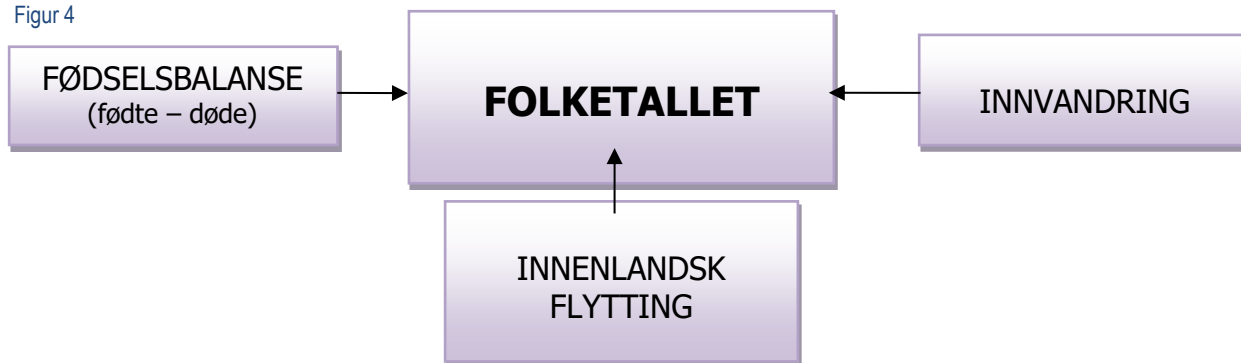 Figur 4
FØDSELSBALANSE
(fødte – døde)
FOLKETALLET
INNVANDRING
INNENLANDSK
FLYTTING